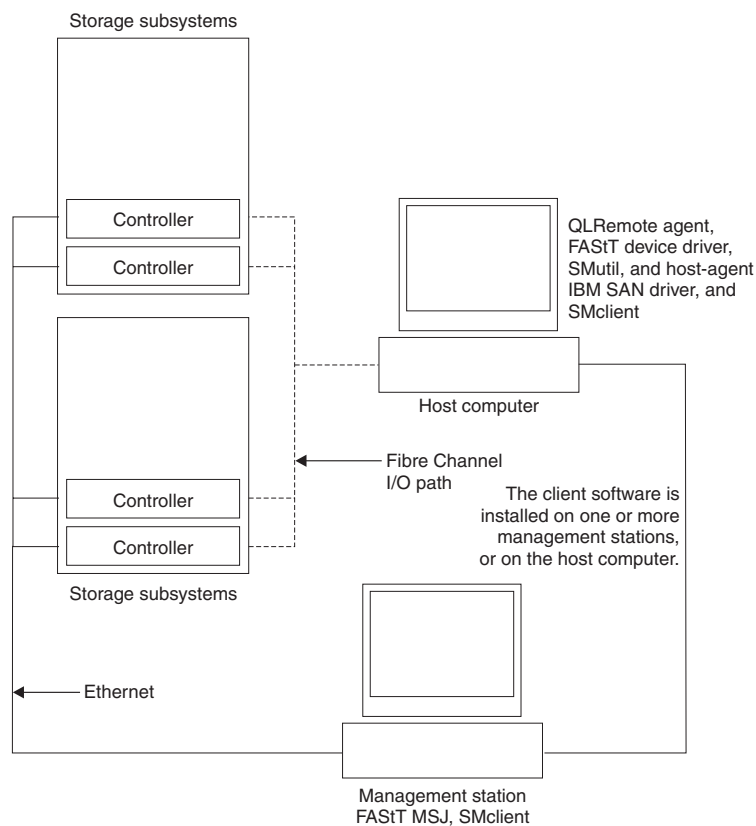 Storage subsystems
Controller
Controller
QLRemote agent,
FAStT device driver,
SMutil, and host-agent
IBM SAN driver, and
SMclient
Host computer
Controller
Controller
Storage subsystems
Fibre Channel
I/O path
The client software is
installed on one or more
management stations,
or on the host computer.
Ethernet
Management station
FAStT MSJ, SMclient